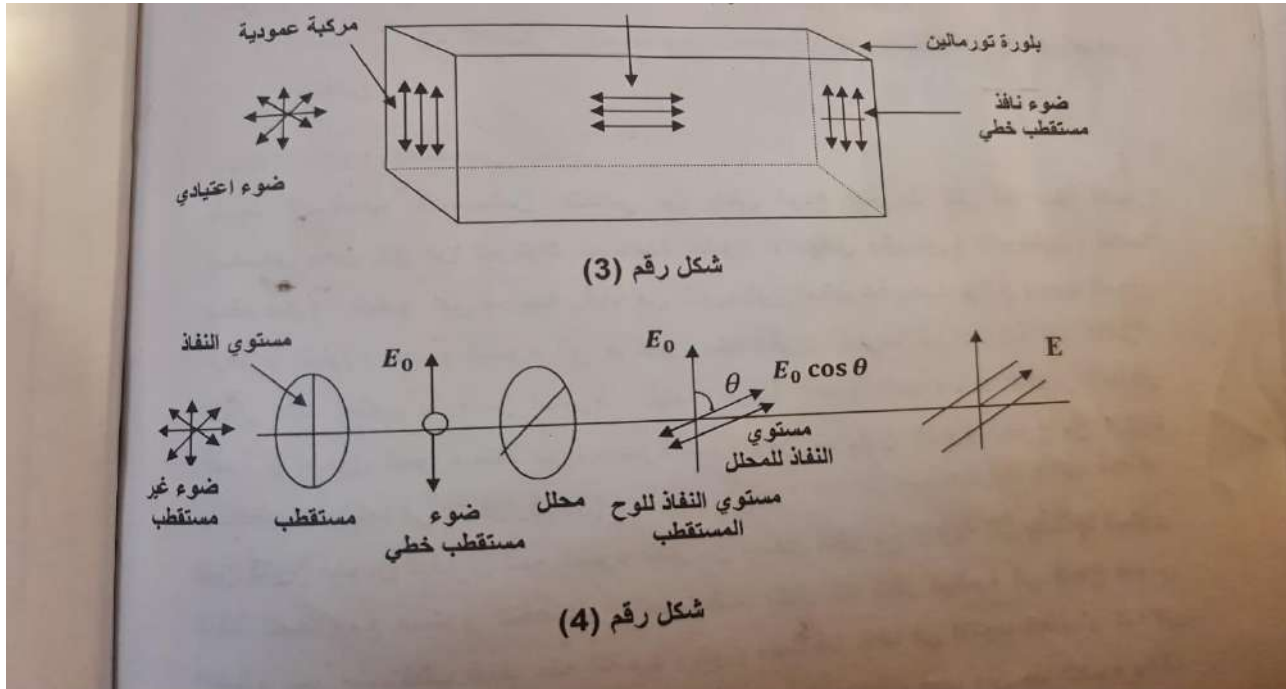 مركبة عمودية
بلورة تورمالين
ضوء نافذ
مستقطب خطي
ضوء اعتيادي
شكل رقم (3)
مستوي النفاذ
E₀
E₀
θ
E₀ cos θ
E
مستوي
النفاذ للمحلل
ضوء غير
مستقطب
مستقطب
ضوء
مستقطب خطي
محلل
مستوي النفاذ للوح
المستقطب
شكل رقم (4)